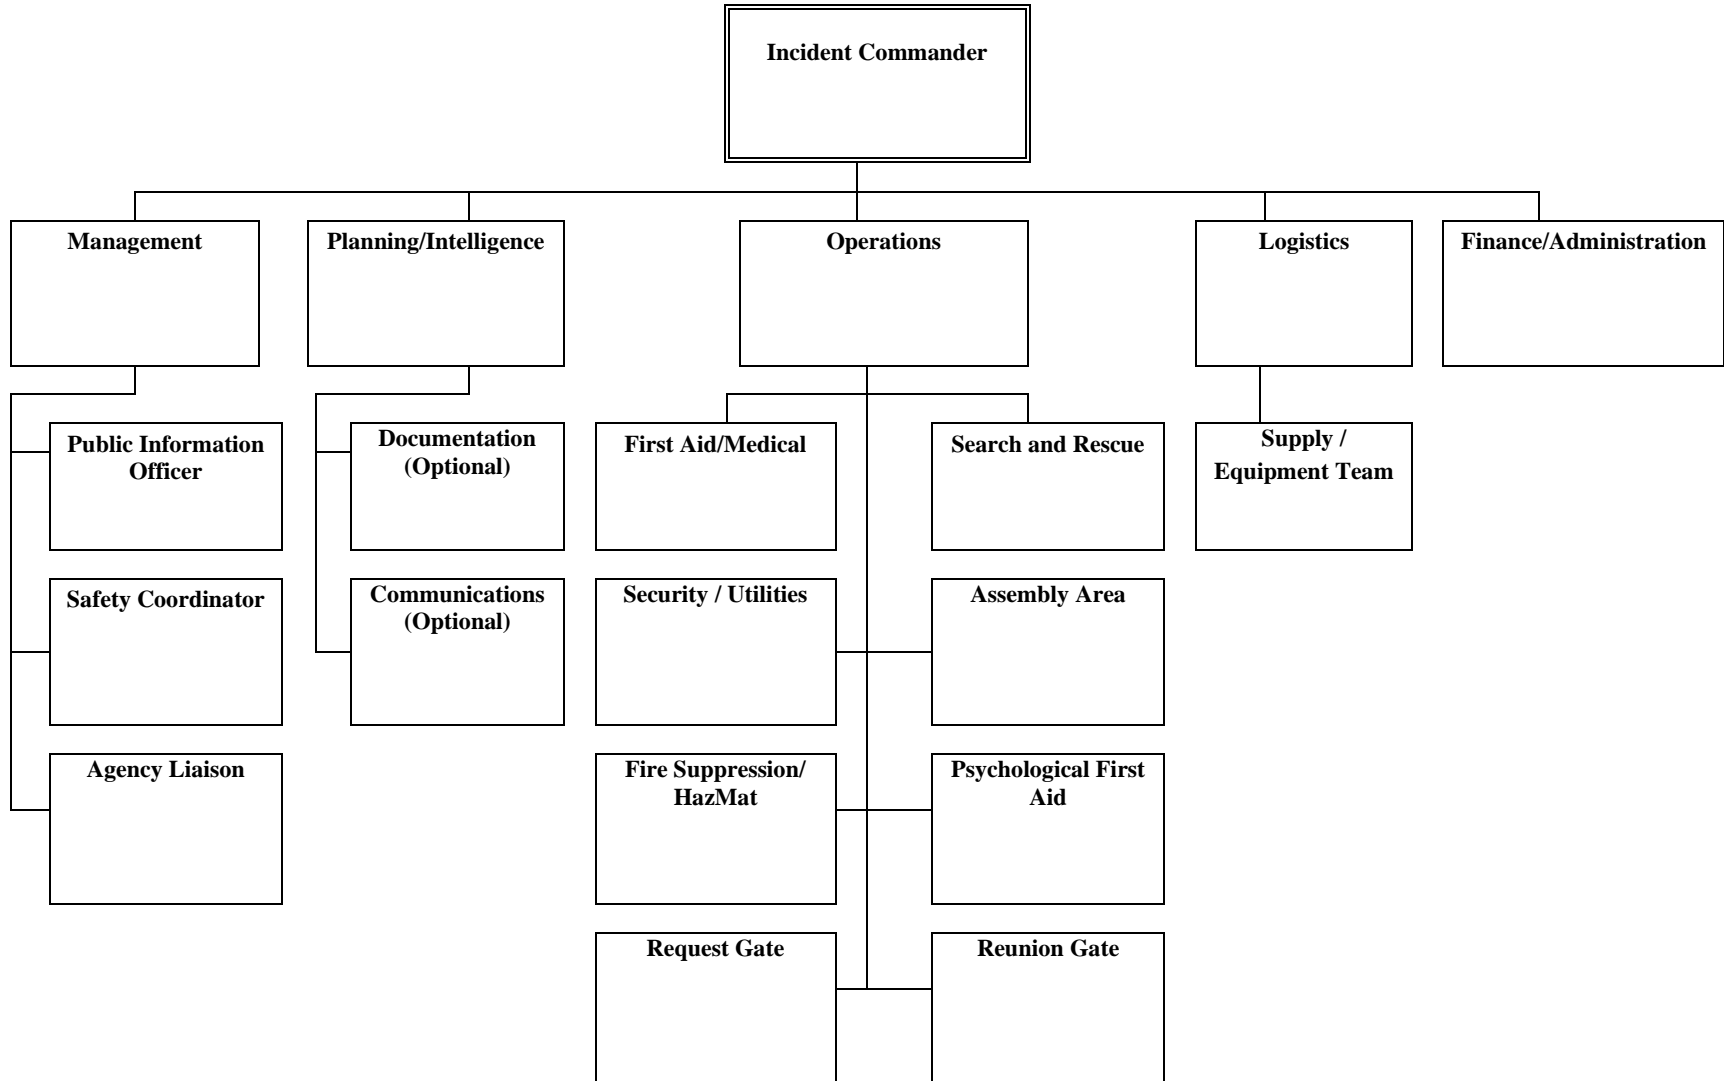 Incident Commander
Management
Planning/Intelligence
Operations
Logistics
Finance/Administration
Public Information
Officer
Documentation
(Optional)
First Aid/Medical
Search and Rescue
Supply /
Equipment Team
Safety Coordinator
Communications
(Optional)
Security / Utilities
Assembly Area
Agency Liaison
Fire Suppression/
HazMat
Psychological First
Aid
Request Gate
Reunion Gate